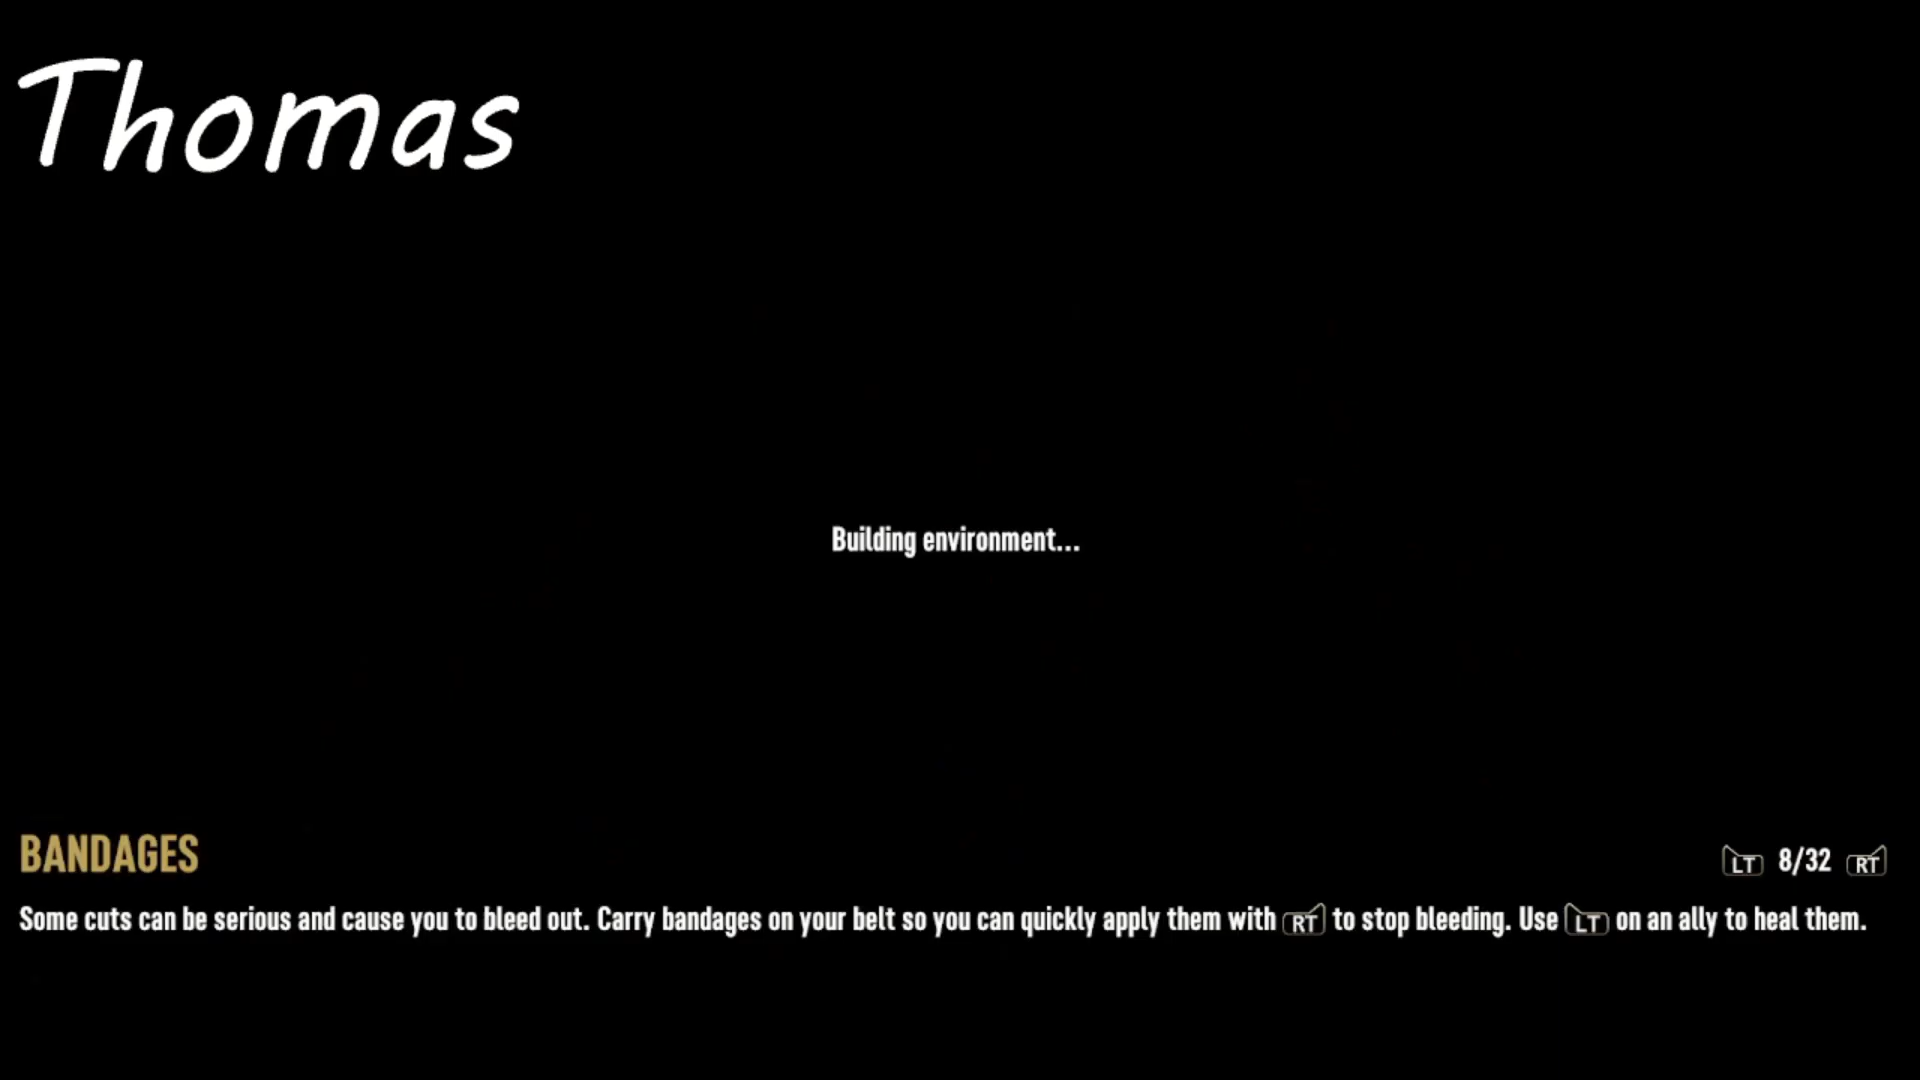 Thomas
Building environment...
BANDAGES
LT 8/32 RT
Some cuts can be serious and cause you to bleed out. Carry bandages on your belt so you can quickly apply them with RT to stop bleeding. Use LT on an ally to heal them.